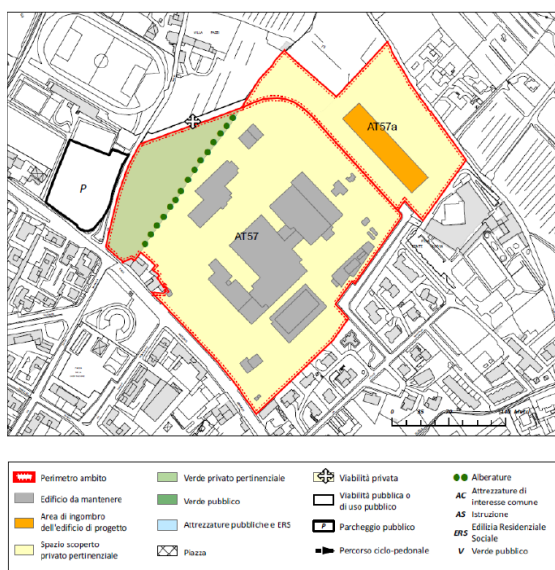 AT57a
P
AT57
Perimetro ambito
Edificio da mantenere
Area di ingombro
dell'edificio di progetto
Spazio scoperto
privato pertinenziale
Verde privato pertinenziale
Verde pubblico
Attrezzature pubbliche e ERS
Piazza
Viabilità privata
Viabilità pubblica o
di uso pubblico
P Parcheggio pubblico
Percorso ciclo-pedonale
Alberature
AC Attrezzature di
interesse comune
AS Istruzione
ERS Edilizia Residenziale
Sociale
V Verde pubblico